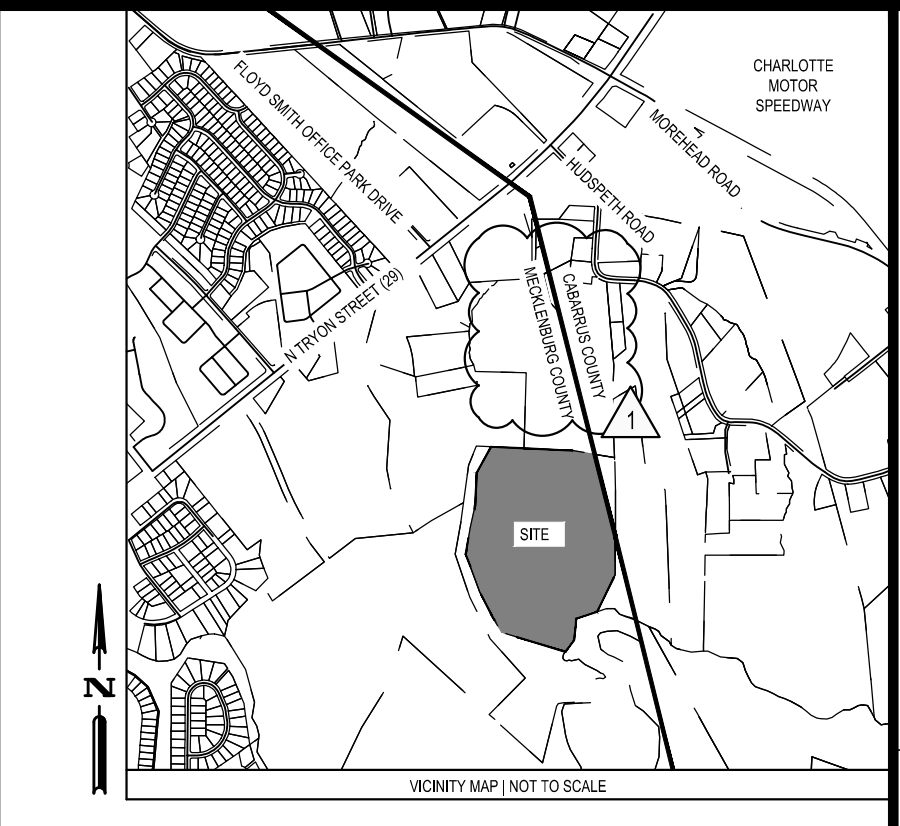 CHARLOTTE
MOTOR
SPEEDWAY
FLOYD SMITH OFFICE PARK DRIVE
MOREHEAD ROAD
HUDSPETH ROAD
N TRYON STREET (29)
MECKLENBURG COUNTY
CABARRUS COUNTY
1
SITE
N
VICINITY MAP | NOT TO SCALE